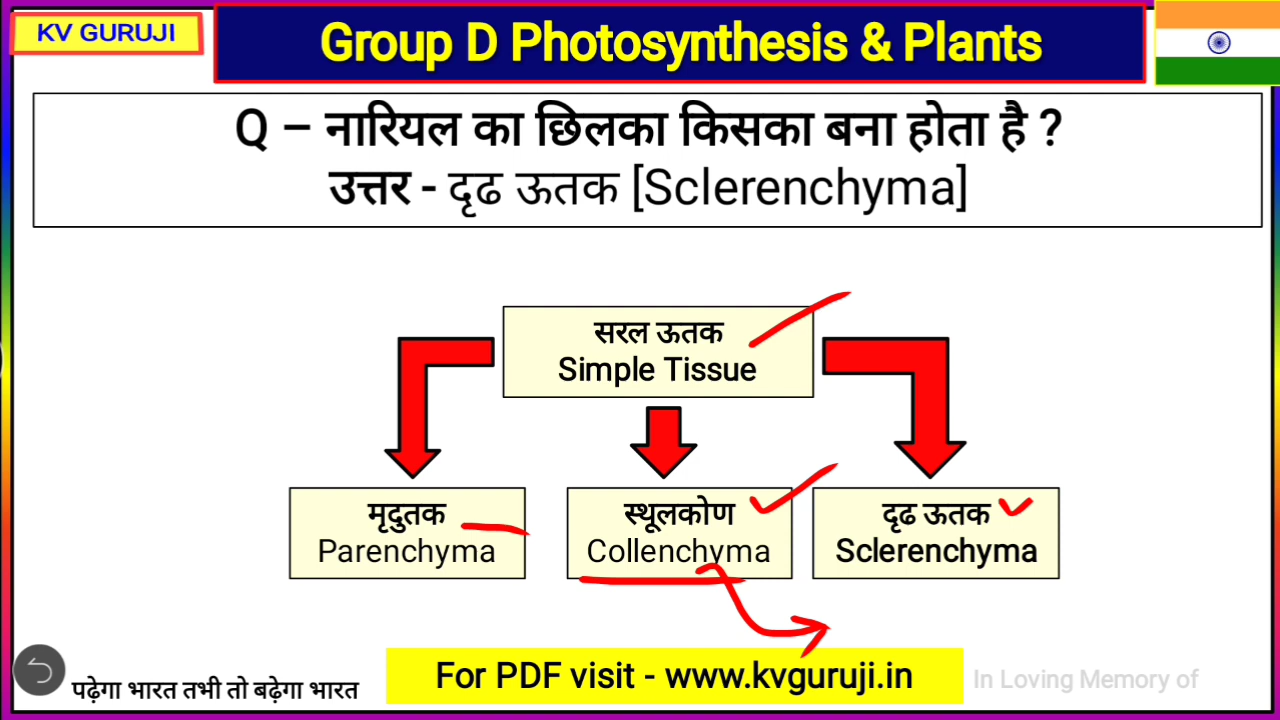 KV GURUJI
Group D Photosynthesis & Plants
Q – नारियल का छिलका किसका बना होता है ?
उत्तर - दृढ ऊतक [Sclerenchyma]
सरल ऊतक
Simple Tissue
मृदुतक
Parenchyma
स्थूलकोण
Collenchyma
दृढ ऊतक
Sclerenchyma
पढ़ेगा भारत तभी तो बढ़ेगा भारत
For PDF visit - www.kvguruji.in
In Loving Memory of